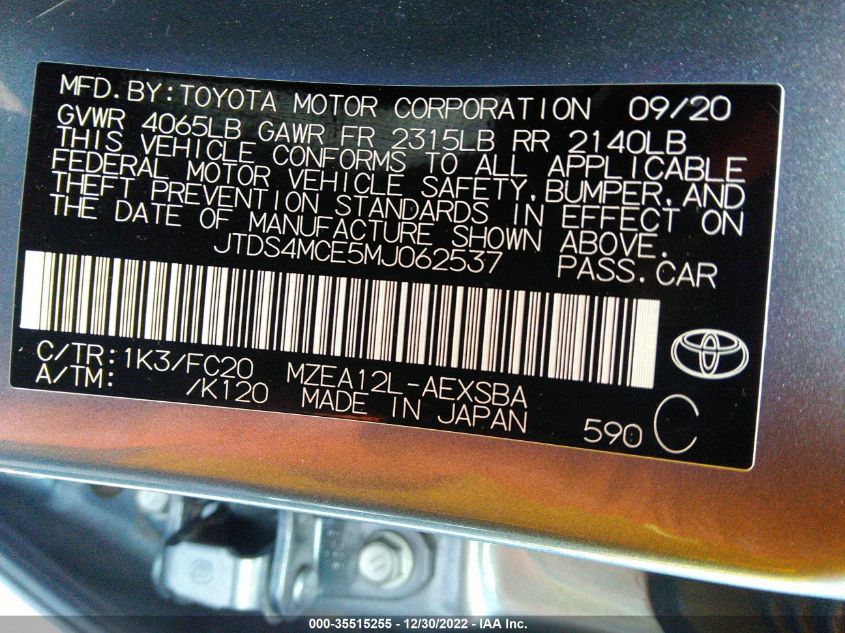 MFD.BY:TOYOTA MOTOR CORPORATION 09/20
GVWR 4065LB GAWR FR 2315LB RR 2140LB
THIS VEHICLE CONFORMS TO ALL APPLICABLE
FEDERAL MOTOR VEHICLE SAFETY,BUMPER,AND
THEFT PREVENTION STANDARDS IN EFFECT ON
THE DATE OF MANUFACTURE SHOWN ABOVE.
JTDS4MCE5MJ062537 PASS.CAR
C/TR:1K3/FC20 MZEA12L-AEXSBA
A/TM: /K120 MADE IN JAPAN 590 C
000-35515255 - 12/30/2022 - IAA Inc.